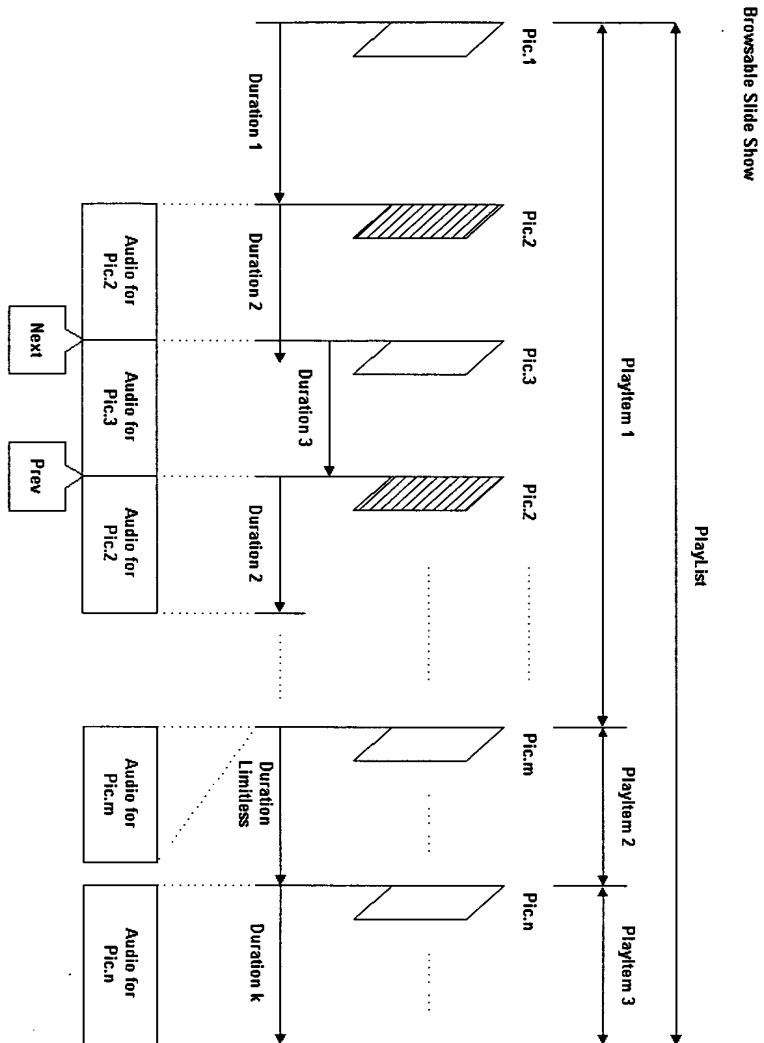 Browsable Slide Show
PlayList
PlayItem 1
PlayItem 2
PlayItem 3
Pic.1
Pic.2
Pic.3
Pic.2
Pic.m
Pic.n
Duration 1
Duration 2
Duration 3
Duration 2
Duration
Limitless
Duration k
Audio for
Pic.2
Audio for
Pic.3
Audio for
Pic.2
Audio for
Pic.m
Audio for
Pic.n
Next
Prev